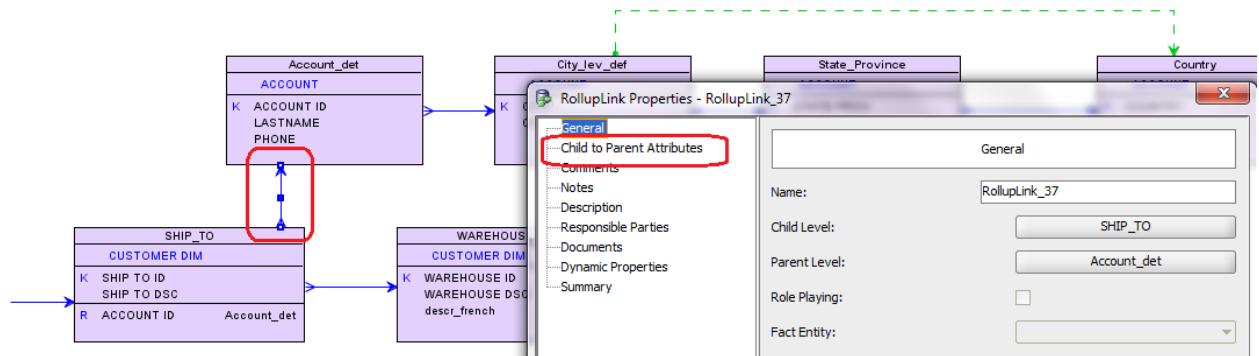 Account_det
ACCOUNT
K ACCOUNT ID
LASTNAME
PHONE
City_lev_def
K
State_Province
Country
SHIP_TO
CUSTOMER DIM
K SHIP TO ID
SHIP TO DSC
R ACCOUNT ID Account_det
WAREHOUS
CUSTOMER DIM
K WAREHOUSE ID
WAREHOUSE DSC
descr_french
RollupLink Properties - RollupLink_37
General
Child to Parent Attributes
Comments
Notes
Description
Responsible Parties
Documents
Dynamic Properties
Summary
General
Name: RollupLink_37
Child Level: SHIP_TO
Parent Level: Account_det
Role Playing:
Fact Entity: